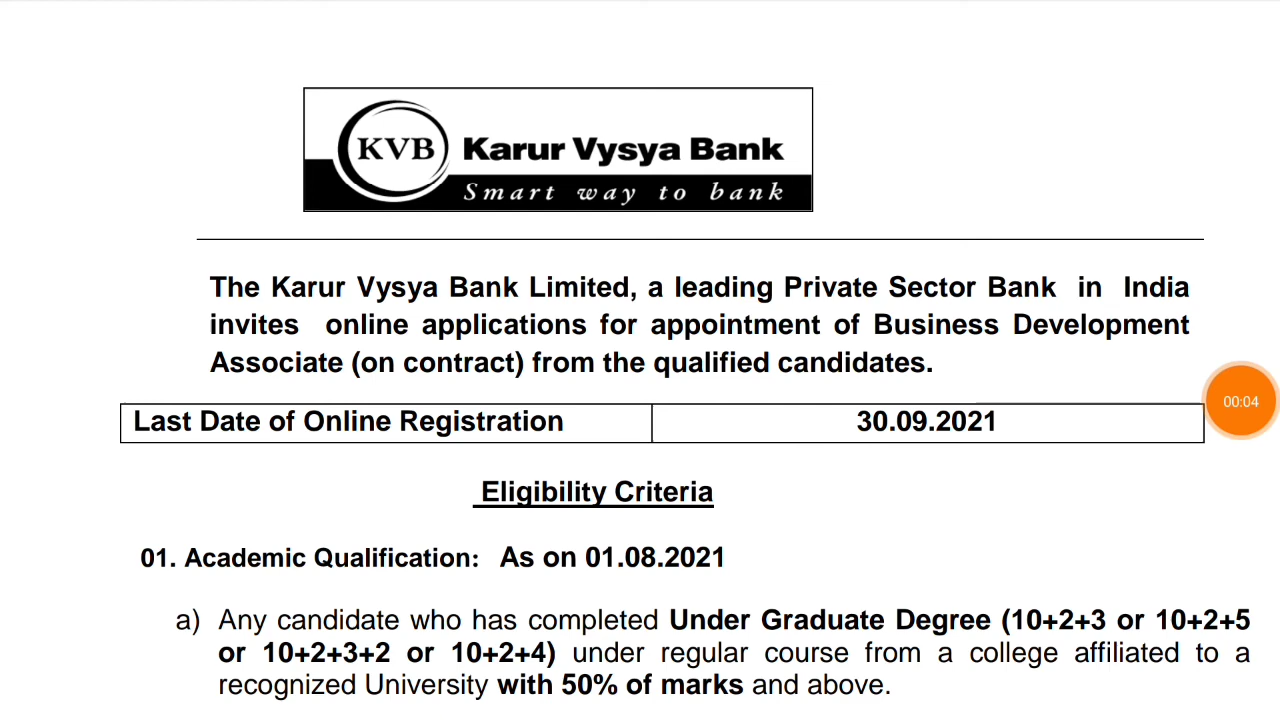 KVB Karur Vysya Bank
Smart way to bank
The Karur Vysya Bank Limited, a leading Private Sector Bank in India
invites online applications for appointment of Business Development
Associate (on contract) from the qualified candidates.
Last Date of Online Registration 30.09.2021
00:04
Eligibility Criteria
01. Academic Qualification: As on 01.08.2021
a) Any candidate who has completed Under Graduate Degree (10+2+3 or 10+2+5
or 10+2+3+2 or 10+2+4) under regular course from a college affiliated to a
recognized University with 50% of marks and above.